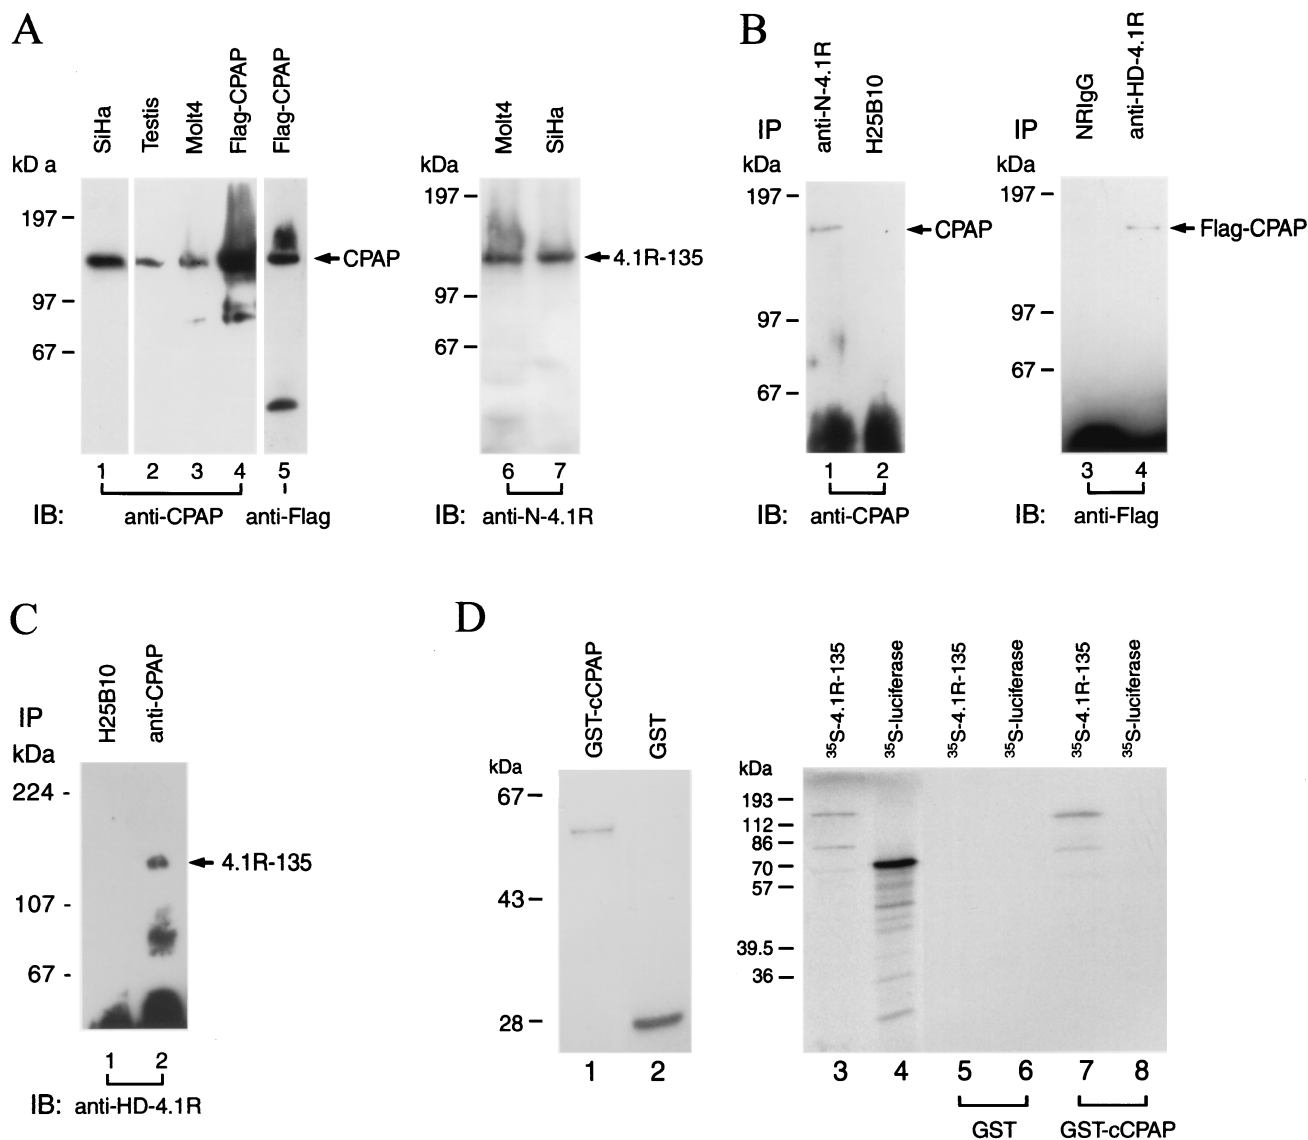 A
SiHa
Testis
Molt4
Flag-CPAP
Flag-CPAP
kD a
197
97
67
CPAP
1 2 3 4 5
IB: anti-CPAP anti-Flag
Molt4
SiHa
kDa
197
97
67
4.1R-135
6 7
IB: anti-N-4.1R
B
IP
anti-N-4.1R
H25B10
kDa
197
97
67
CPAP
1 2
IB: anti-CPAP
IP
NRIgG
anti-HD-4.1R
kDa
197
97
67
Flag-CPAP
3 4
IB: anti-Flag
C
IP
H25B10
anti-CPAP
kDa
224
107
67
4.1R-135
1 2
IB: anti-HD-4.1R
D
GST-cCPAP
GST
kDa
67
43
28
1 2
35S-4.1R-135
35S-luciferase
35S-4.1R-135
35S-luciferase
35S-4.1R-135
35S-luciferase
kDa
193
112
86
70
57
39.5
36
3 4 5 6 7 8
GST GST-cCPAP